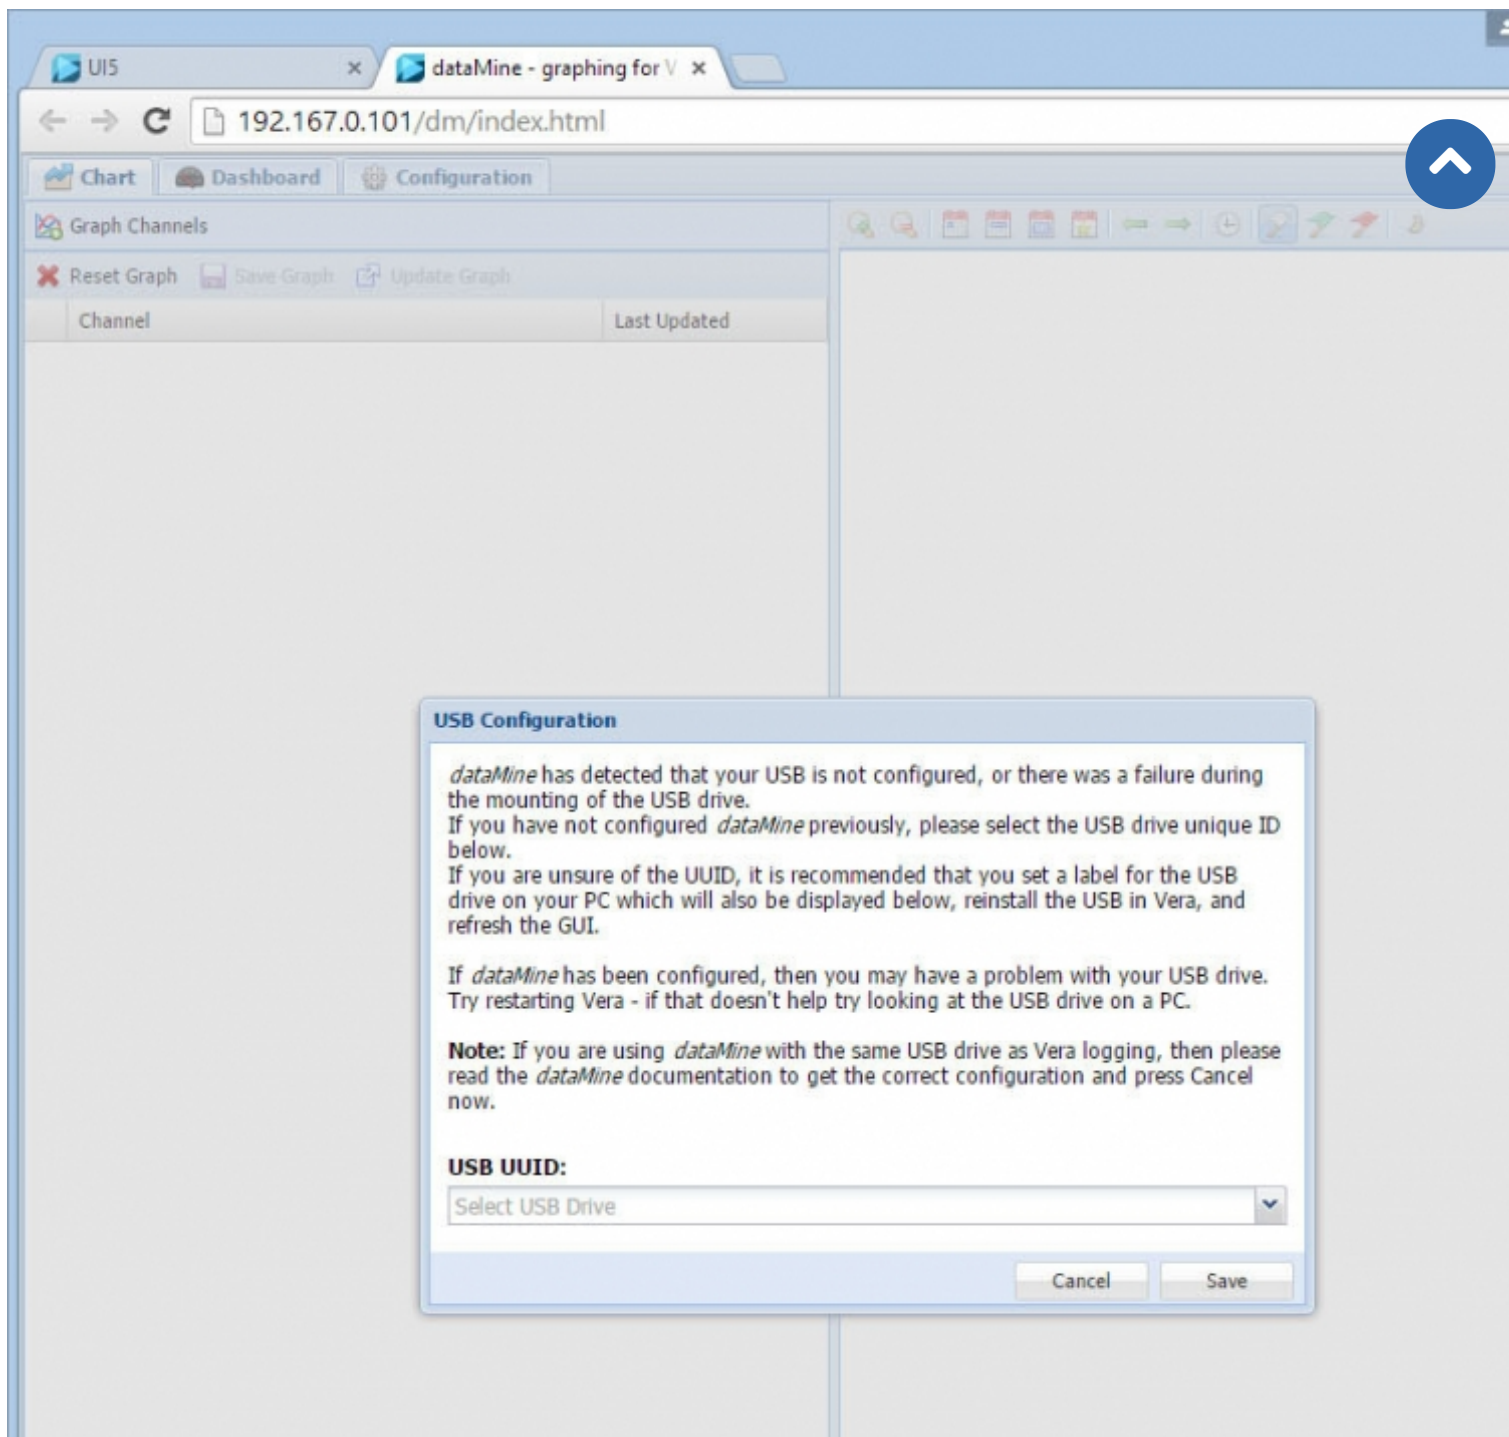 UI5
dataMine - graphing for V
192.167.0.101/dm/index.html
Chart Dashboard Configuration
Graph Channels
Reset Graph Save Graph Update Graph
Channel Last Updated
USB Configuration
dataMine has detected that your USB is not configured, or there was a failure during
the mounting of the USB drive.
If you have not configured dataMine previously, please select the USB drive unique ID
below.
If you are unsure of the UUID, it is recommended that you set a label for the USB
drive on your PC which will also be displayed below, reinstall the USB in Vera, and
refresh the GUI.
If dataMine has been configured, then you may have a problem with your USB drive.
Try restarting Vera - if that doesn't help try looking at the USB drive on a PC.
Note: If you are using dataMine with the same USB drive as Vera logging, then please
read the dataMine documentation to get the correct configuration and press Cancel
now.
USB UUID:
Select USB Drive
Cancel Save